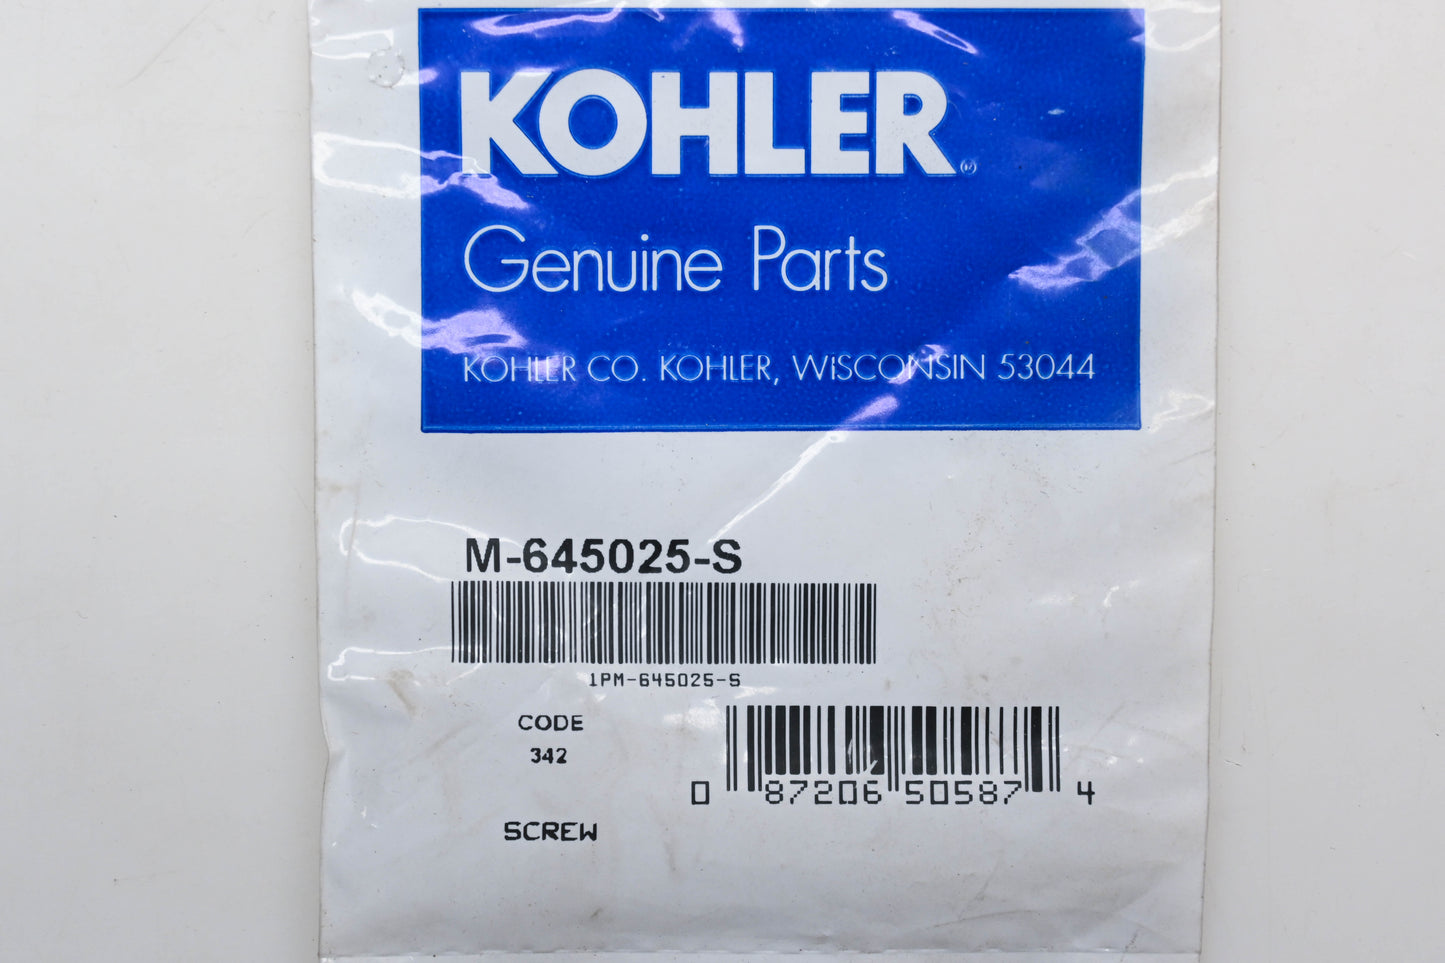 KOHLER®
Genuine Parts
KOHLER CO. KOHLER, WISCONSIN 53044
M-645025-S
1PM-645025-S
CODE
342
0 87206 50587 4
SCREW